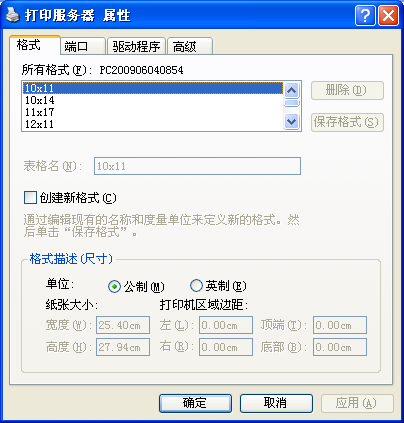 打印服务器 属性
格式 端口 驱动程序 高级
所有格式(F): PC200906040854
10x11
10x14
11x17
12x11
删除(D)
保存格式(S)
表格名(N): 10x11
创建新格式(C)
通过编辑现有的名称和度量单位来定义新的格式。然
后单击“保存格式”。
格式描述(尺寸)
单位: 公制(M) 英制(E)
纸张大小: 打印机区域边距:
宽度(W): 25.40cm 左(L): 0.00cm 顶端(T): 0.00cm
高度(H): 27.94cm 右(R): 0.00cm 底部(B): 0.00cm
确定 取消 应用(A)